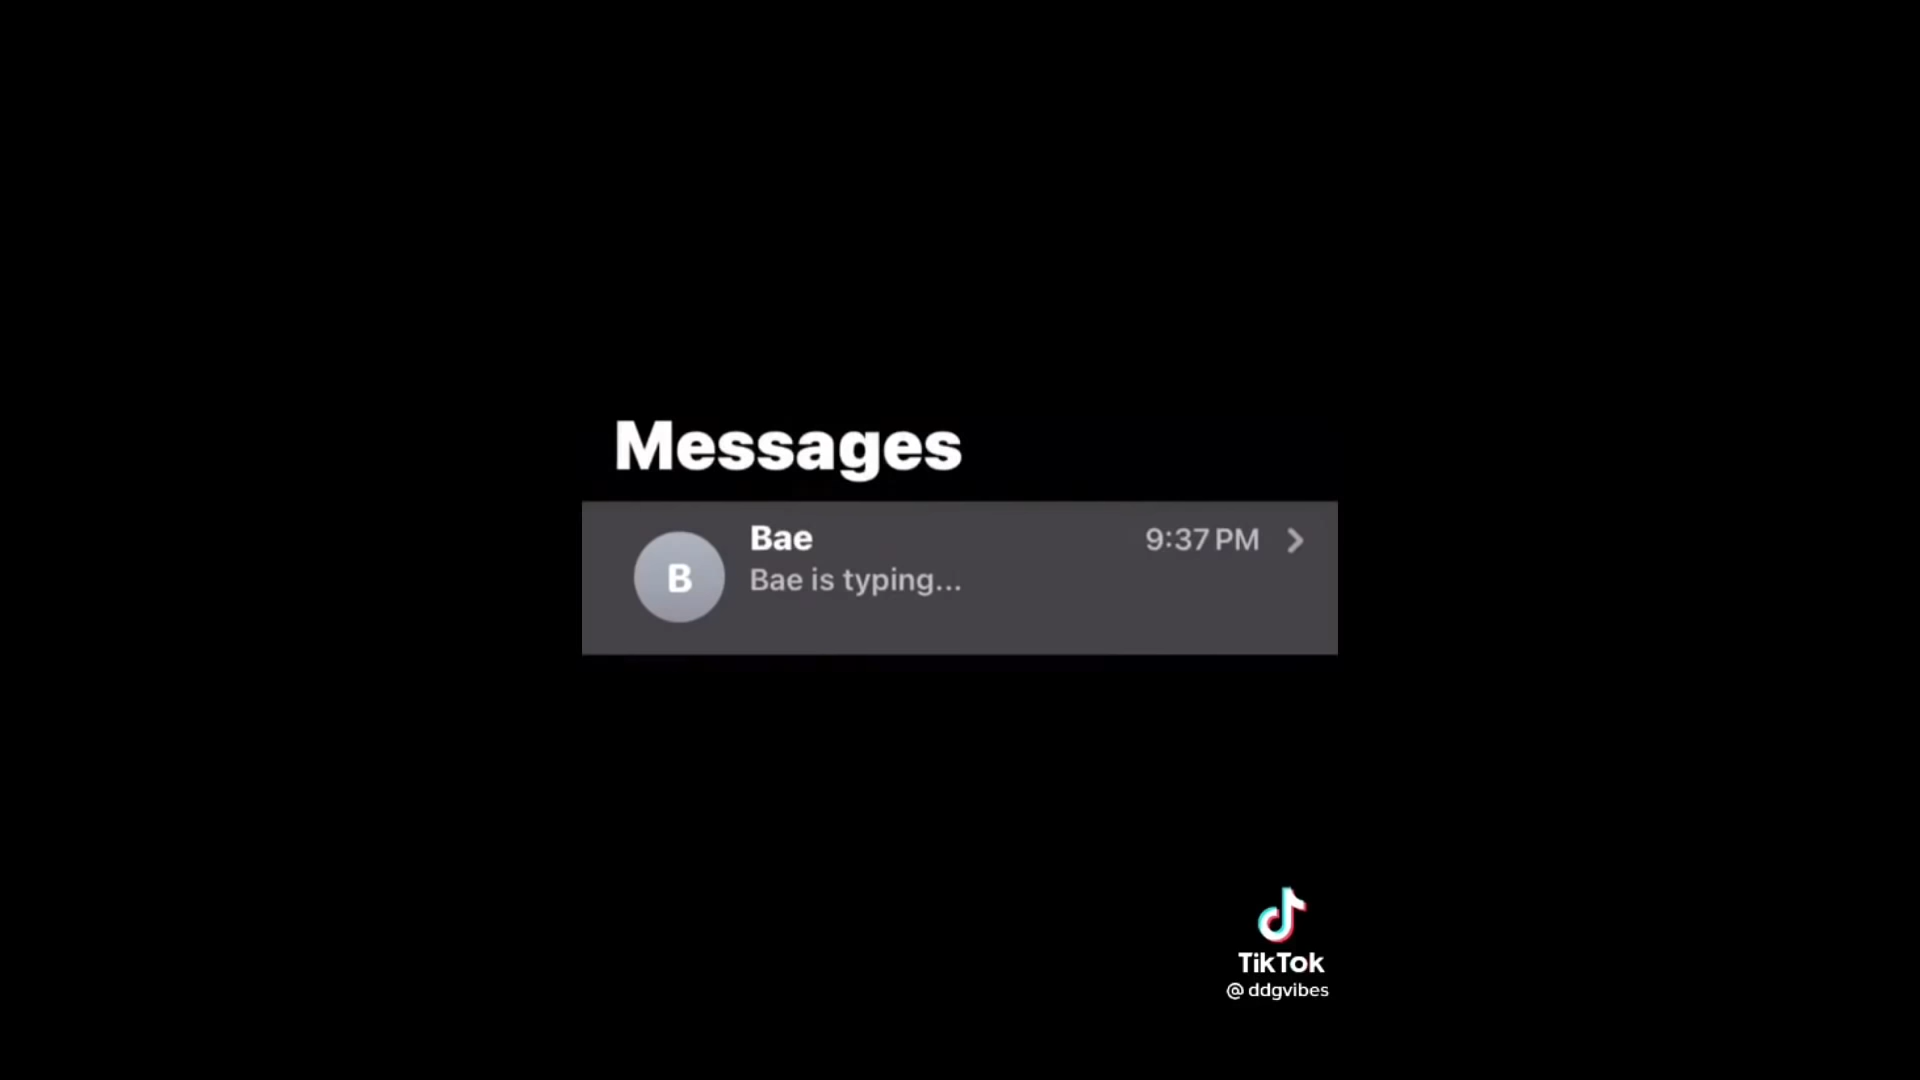 Messages
B
Bae
9:37 PM
Bae is typing...
TikTok
@ ddgvibes